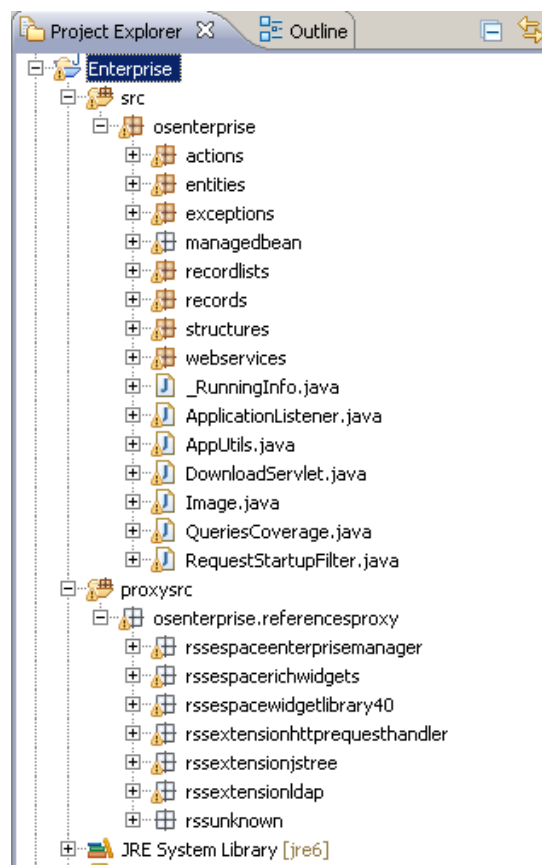 Project Explorer Outline
Enterprise
src
osenterprise
actions
entities
exceptions
managedbean
recordlists
records
structures
webservices
_RunningInfo.java
ApplicationListener.java
AppUtils.java
DownloadServlet.java
Image.java
QueriesCoverage.java
RequestStartupFilter.java
proxysrc
osenterprise.referencesproxy
rssespaceenterprisemanager
rssespacerichwidgets
rssespacewidgetlibrary40
rssextensionhttprequesthandler
rssextensionjstree
rssextensionldap
rssunknown
JRE System Library [jre6]